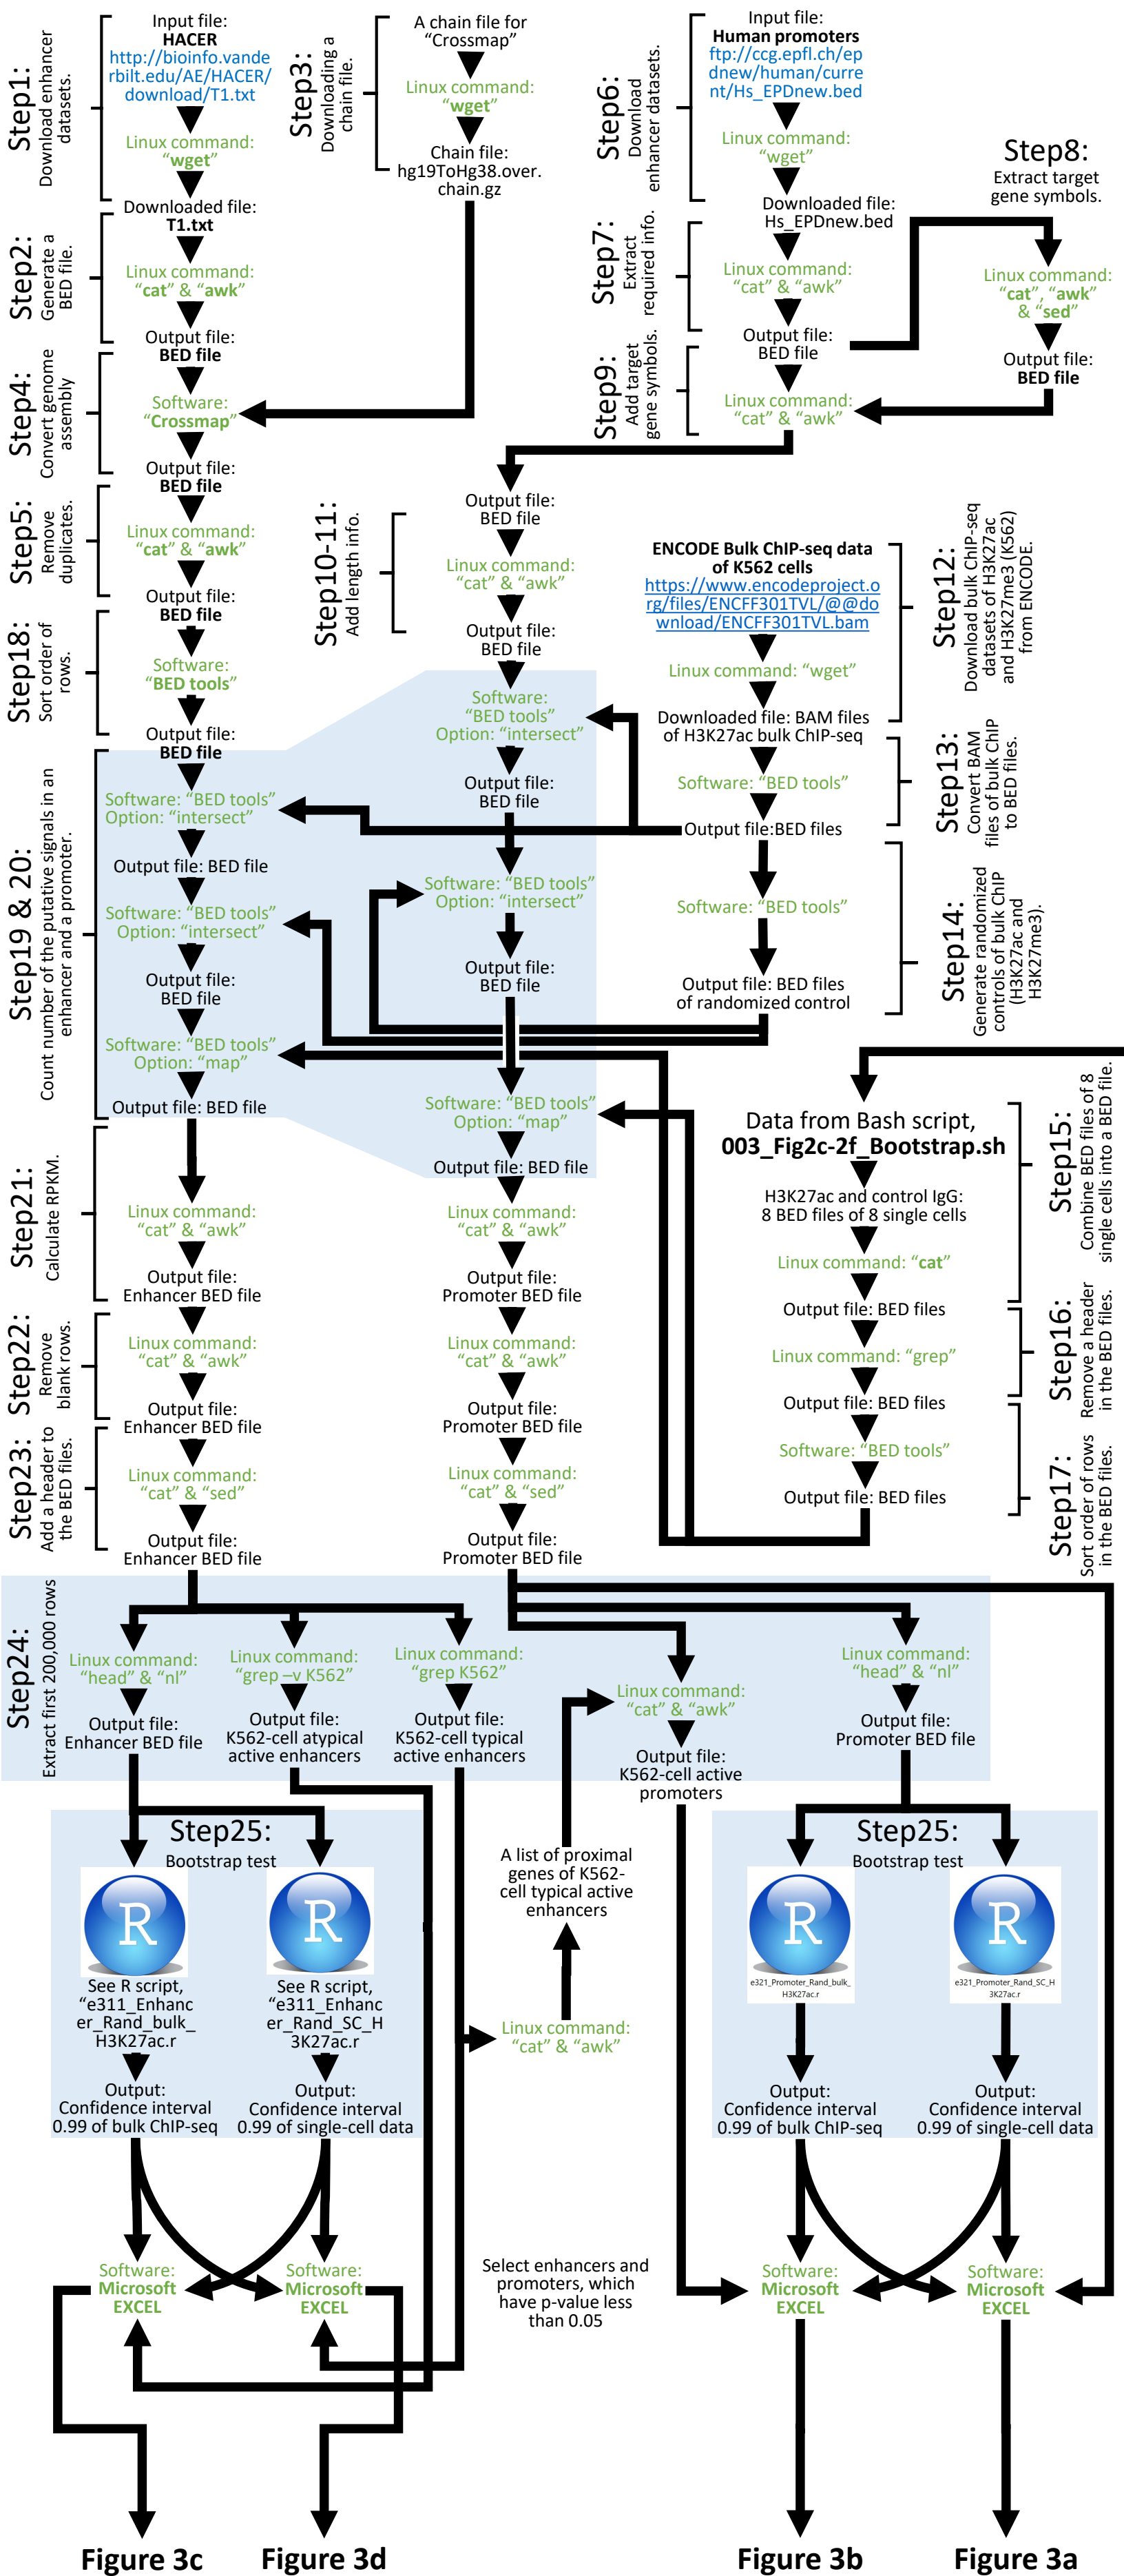 Step1:
Download enhancer
datasets.
Input file:
HACER
http://bioinfo.vande
rbilt.edu/AE/HACER/
download/T1.txt
Linux command:
“wget”
Downloaded file:
T1.txt
Step2:
Generate a
BED file.
Linux command:
“cat” & “awk”
Output file:
BED file
Step3:
Downloading a
chain file.
A chain file for
“Crossmap”
Linux command:
“wget”
Chain file:
hg19ToHg38.over.
chain.gz
Step4:
Convert genome
assembly
Software:
“Crossmap”
Output file:
BED file
Step5:
Remove
duplicates.
Linux command:
“cat” & “awk”
Output file:
BED file
Step6:
Download
enhancer datasets.
Input file:
Human promoters
ftp://ccg.epfl.ch/ep
dnew/human/curre
nt/Hs_EPDnew.bed
Linux command:
“wget”
Downloaded file:
Hs_EPDnew.bed
Step7:
Extract
required info.
Linux command:
“cat” & “awk”
Output file:
BED file
Step8:
Extract target
gene symbols.
Linux command:
“cat”, “awk”
& “sed”
Output file:
BED file
Step9:
Add target
gene symbols.
Linux command:
“cat” & “awk”
Output file:
BED file
Step10-11:
Add length info.
Linux command:
“cat” & “awk”
Output file:
BED file
Step12:
Download bulk ChIP-seq
datasets of H3K27ac
and H3K27me3 (K562)
from ENCODE.
ENCODE Bulk ChIP-seq data
of K562 cells
https://www.encodeproject.o
rg/files/ENCFF301TVL/@@do
wnload/ENCFF301TVL.bam
Linux command: “wget”
Downloaded file: BAM files
of H3K27ac bulk ChIP-seq
Step13:
Convert BAM
files of bulk ChIP
to BED files.
Software: “BED tools”
Output file:BED files
Step14:
Generate randomized
controls of bulk ChIP
(H3K27ac and
H3K27me3).
Software: “BED tools”
Output file: BED files
of randomized control
Step15:
Combine BED files of 8
single cells into a BED file.
Data from Bash script,
003_Fig2c-2f_Bootstrap.sh
H3K27ac and control IgG:
8 BED files of 8 single cells
Linux command: “cat”
Output file: BED files
Step16:
Remove a header
in the BED files.
Linux command: “grep”
Output file: BED files
Step17:
Sort order of rows
in the BED files.
Software: “BED tools”
Output file: BED files
Step18:
Sort order of
rows.
Software:
“BED tools”
Output file:
BED file
Step19 & 20:
Count number of the putative signals in an
enhancer and a promoter.
Software: “BED tools”
Option: “intersect”
Output file: BED file
Software: “BED tools”
Option: “intersect”
Output file:
BED file
Software: “BED tools”
Option: “map”
Output file: BED file
Software:
“BED tools”
Option: “intersect”
Output file:
BED file
Software: “BED tools”
Option: “intersect”
Output file:
BED file
Software: “BED tools”
Option: “map”
Output file: BED file
Step21:
Calculate RPKM.
Linux command:
“cat” & “awk”
Output file:
Enhancer BED file
Linux command:
“cat” & “awk”
Output file:
Promoter BED file
Step22:
Remove
blank rows.
Linux command:
“cat” & “awk”
Output file:
Enhancer BED file
Linux command:
“cat” & “awk”
Output file:
Promoter BED file
Step23:
Add a header to
the BED files.
Linux command:
“cat” & “sed”
Output file:
Enhancer BED file
Linux command:
“cat” & “sed”
Output file:
Promoter BED file
Step24:
Extract first 200,000 rows
Linux command:
“head” & “nl”
Output file:
Enhancer BED file
Linux command:
“grep –v K562”
Output file:
K562-cell atypical
active enhancers
Linux command:
“grep K562”
Output file:
K562-cell typical
active enhancers
Linux command:
“cat” & “awk”
Output file:
K562-cell active
promoters
Linux command:
“head” & “nl”
Output file:
Promoter BED file
Step25:
Bootstrap test
R
See R script,
“e311_Enhanc
er_Rand_bulk_
H3K27ac.r
Output:
Confidence interval
0.99 of bulk ChIP-seq
R
See R script,
“e311_Enhanc
er_Rand_SC_H
3K27ac.r
Output:
Confidence interval
0.99 of single-cell data
A list of proximal
genes of K562-
cell typical active
enhancers
Linux command:
“cat” & “awk”
Step25:
Bootstrap test
R
e321_Promoter_Rand_bulk_
H3K27ac.r
Output:
Confidence interval
0.99 of bulk ChIP-seq
R
e321_Promoter_Rand_SC_H
3K27ac.r
Output:
Confidence interval
0.99 of single-cell data
Software:
Microsoft
EXCEL
Software:
Microsoft
EXCEL
Select enhancers and
promoters, which
have p-value less
than 0.05
Software:
Microsoft
EXCEL
Software:
Microsoft
EXCEL
Figure 3c
Figure 3d
Figure 3b
Figure 3a